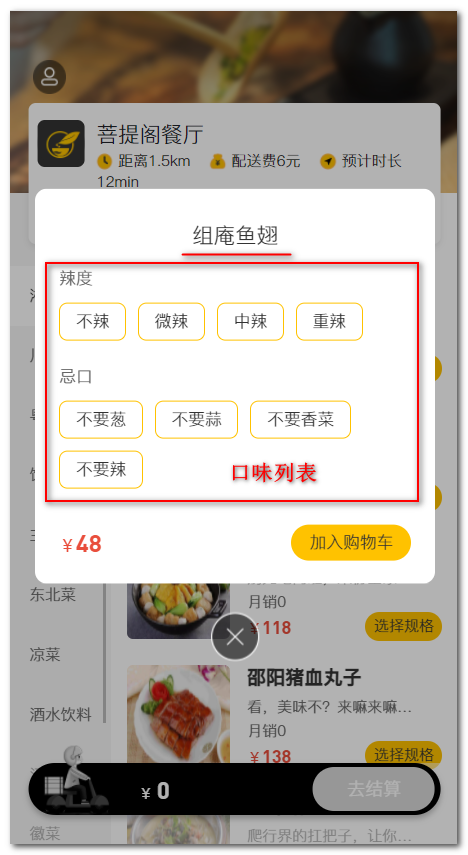 菩提阁餐厅
距离1.5km 配送费6元 预计时长
12min
组庵鱼翅
辣度
不辣 微辣 中辣 重辣
忌口
不要葱 不要蒜 不要香菜
不要辣
口味列表
¥48 加入购物车
东北菜
月销0
¥118 选择规格
凉菜
邵阳猪血丸子
看，美味不？来嘛来嘛...
酒水饮料
月销0
¥138 选择规格
¥ 0 去结算
徽菜
爬行界的扛把子，让你...